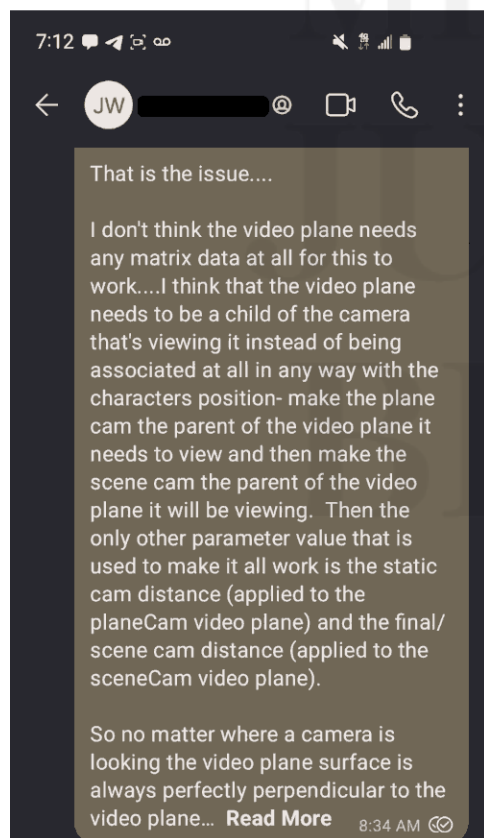 7:12
JW
That is the issue....
I don't think the video plane needs
any matrix data at all for this to
work....I think that the video plane
needs to be a child of the camera
that's viewing it instead of being
associated at all in any way with the
characters position- make the plane
cam the parent of the video plane it
needs to view and then make the
scene cam the parent of the video
plane it will be viewing.  Then the
only other parameter value that is
used to make it all work is the static
cam distance (applied to the
planeCam video plane) and the final/
scene cam distance (applied to the
sceneCam video plane).
So no matter where a camera is
looking the video plane surface is
always perfectly perpendicular to the
video plane... Read More 8:34 AM